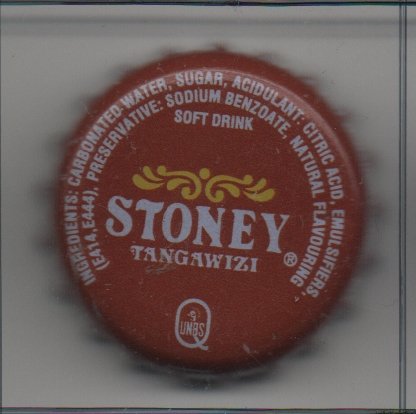 INGREDIENTS: CARBONATED WATER, SUGAR, ACIDULANT: CITRIC ACID, EMULSIFIERS,
(E414,E444), PRESERVATIVE: SODIUM BENZOATE. NATURAL FLAVOURING,
SOFT DRINK
STONEY
TANGAWIZI ®
UNBS